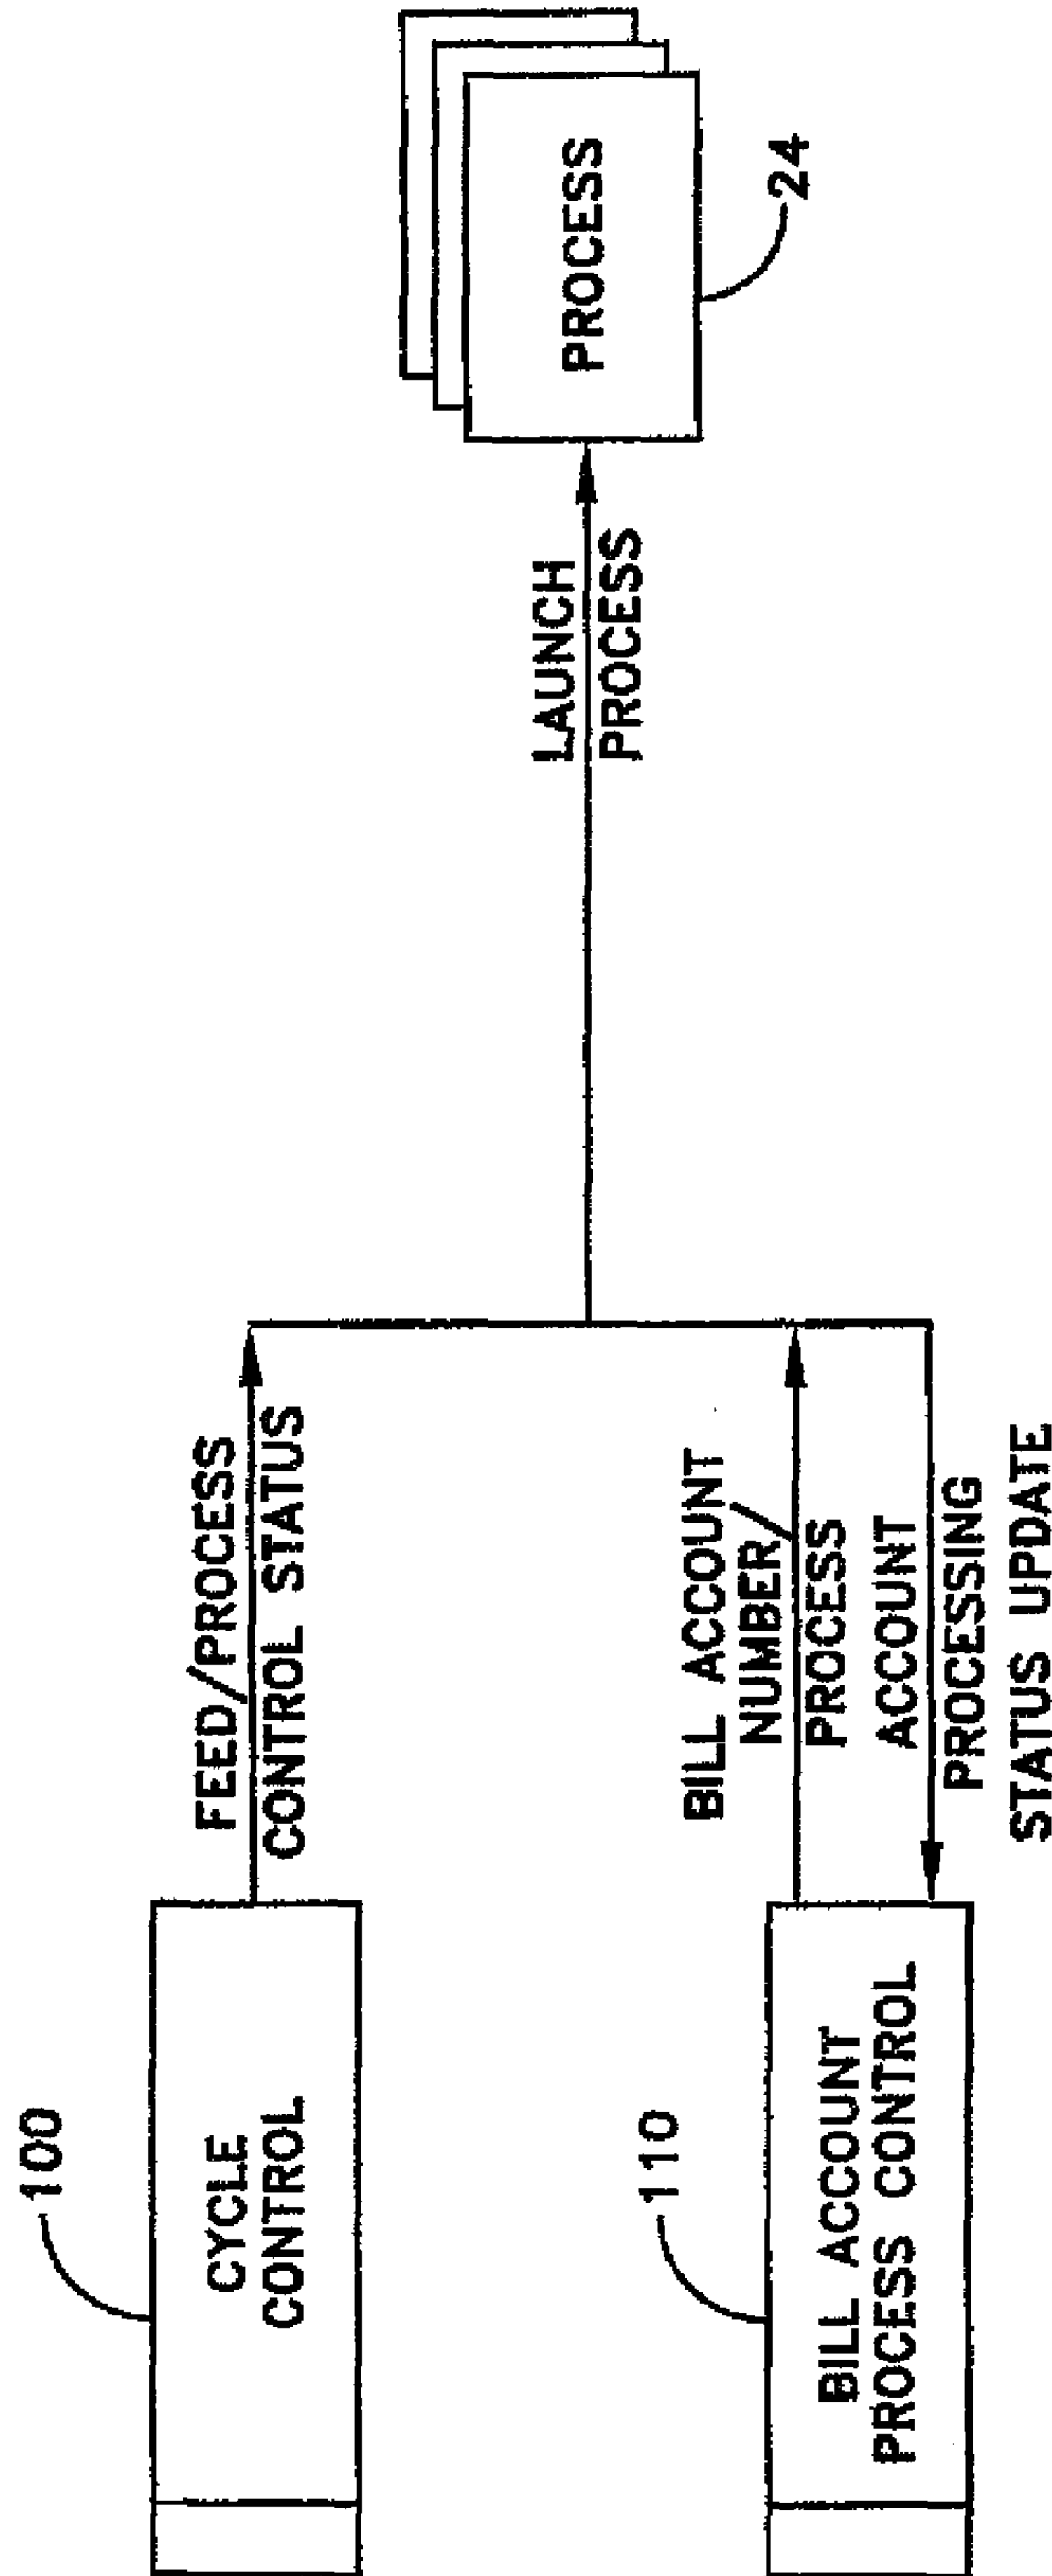 100
CYCLE
CONTROL
FEED/PROCESS
CONTROL STATUS
LAUNCH
PROCESS
PROCESS
24
110
BILL ACCOUNT
PROCESS CONTROL
BILL ACCOUNT
NUMBER/
PROCESS
ACCOUNT
PROCESSING
STATUS UPDATE